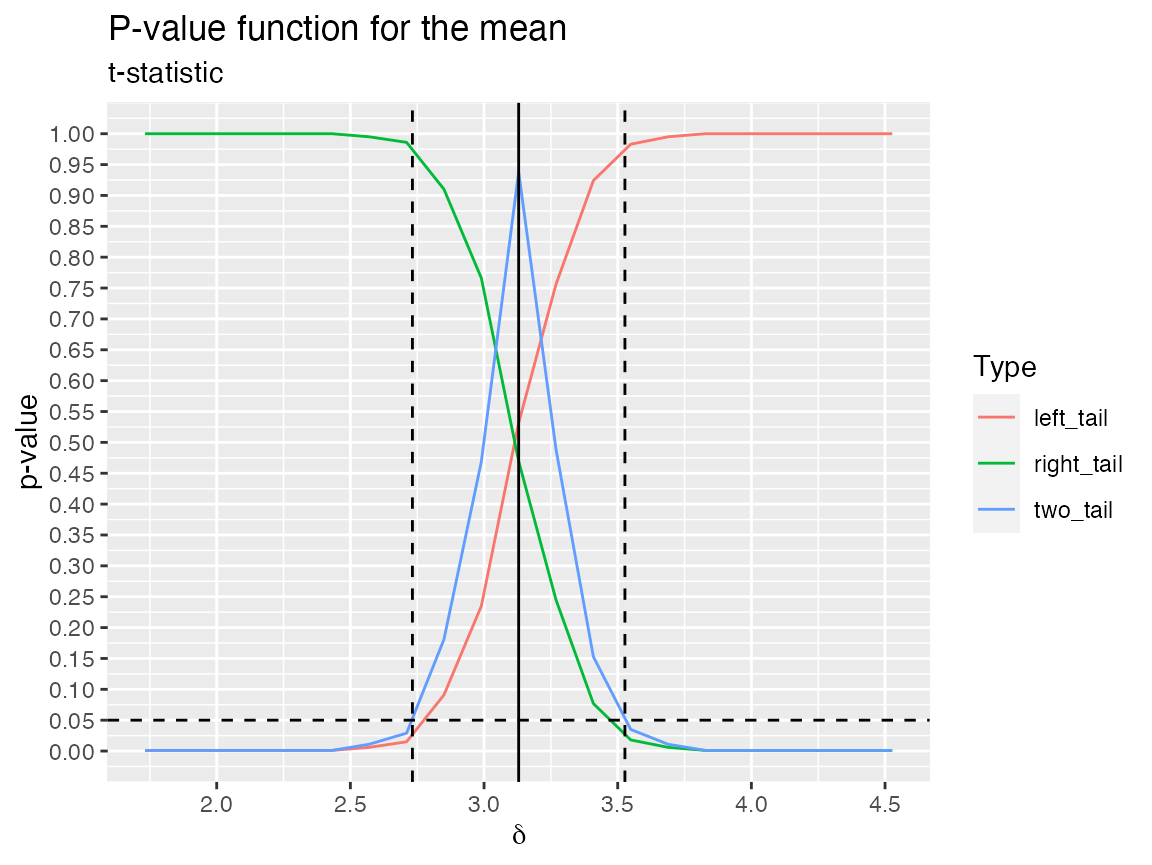 P-value function for the mean
t-statistic
1.00
0.95
0.90
0.85
0.80
0.75
0.70
0.65
0.60
0.55
0.50
0.45
0.40
0.35
0.30
0.25
0.20
0.15
0.10
0.05
0.00
p-value
2.0 2.5 3.0 3.5 4.0 4.5
δ
Type
left_tail
right_tail
two_tail